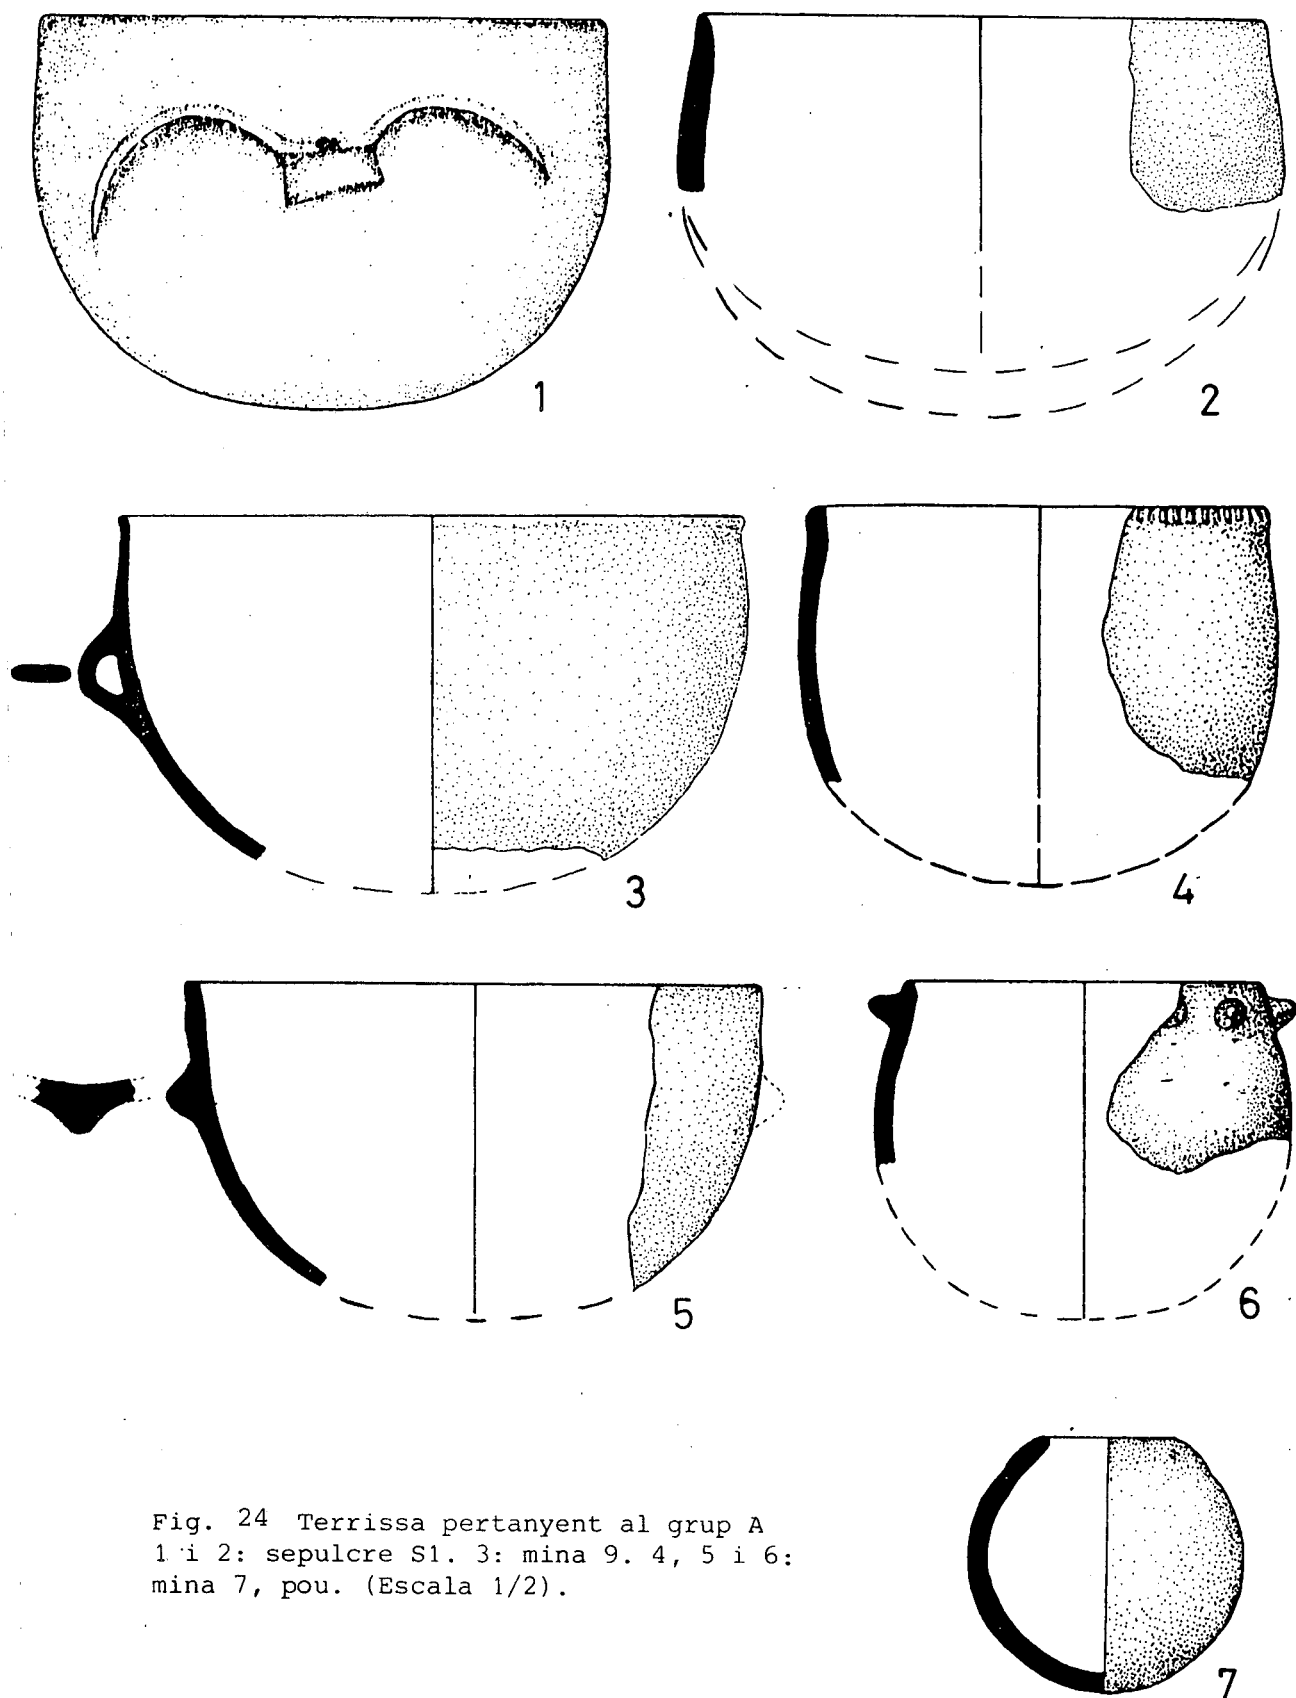 1
2
3
4
5
6
Fig. 24 Terrissa pertanyent al grup A
1 i 2: sepulcre S1. 3: mina 9. 4, 5 i 6:
mina 7, pou. (Escala 1/2).
7